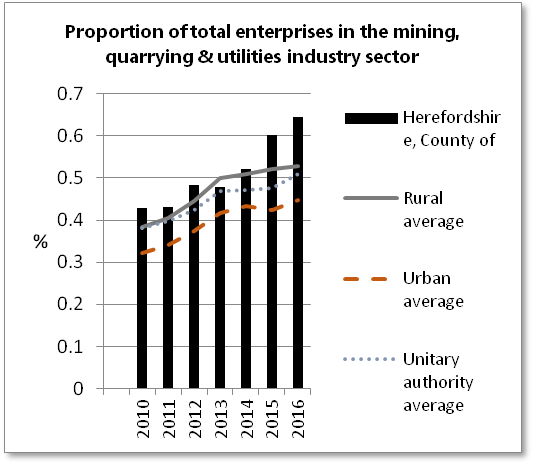 Proportion of total enterprises in the mining,
quarrying & utilities industry sector
0.7
0.6
0.5
0.4
0.3
0.2
0.1
0
%
2010
2011
2012
2013
2014
2015
2016
Herefordshir
e, County of
Rural
average
Urban
average
Unitary
authority
average